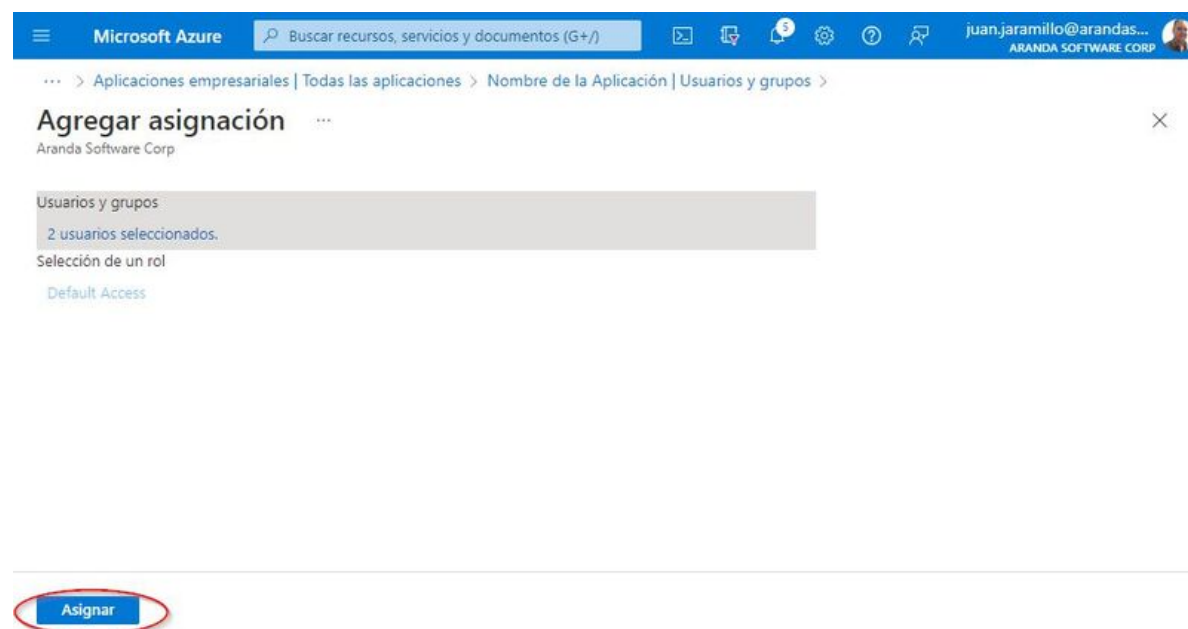 Microsoft Azure
Buscar recursos, servicios y documentos (G+/)
5
juan.jaramillo@arandas...
ARANDA SOFTWARE CORP
··· > Aplicaciones empresariales | Todas las aplicaciones > Nombre de la Aplicación | Usuarios y grupos >
Agregar asignación ···
Aranda Software Corp
Usuarios y grupos
2 usuarios seleccionados.
Selección de un rol
Default Access
Asignar